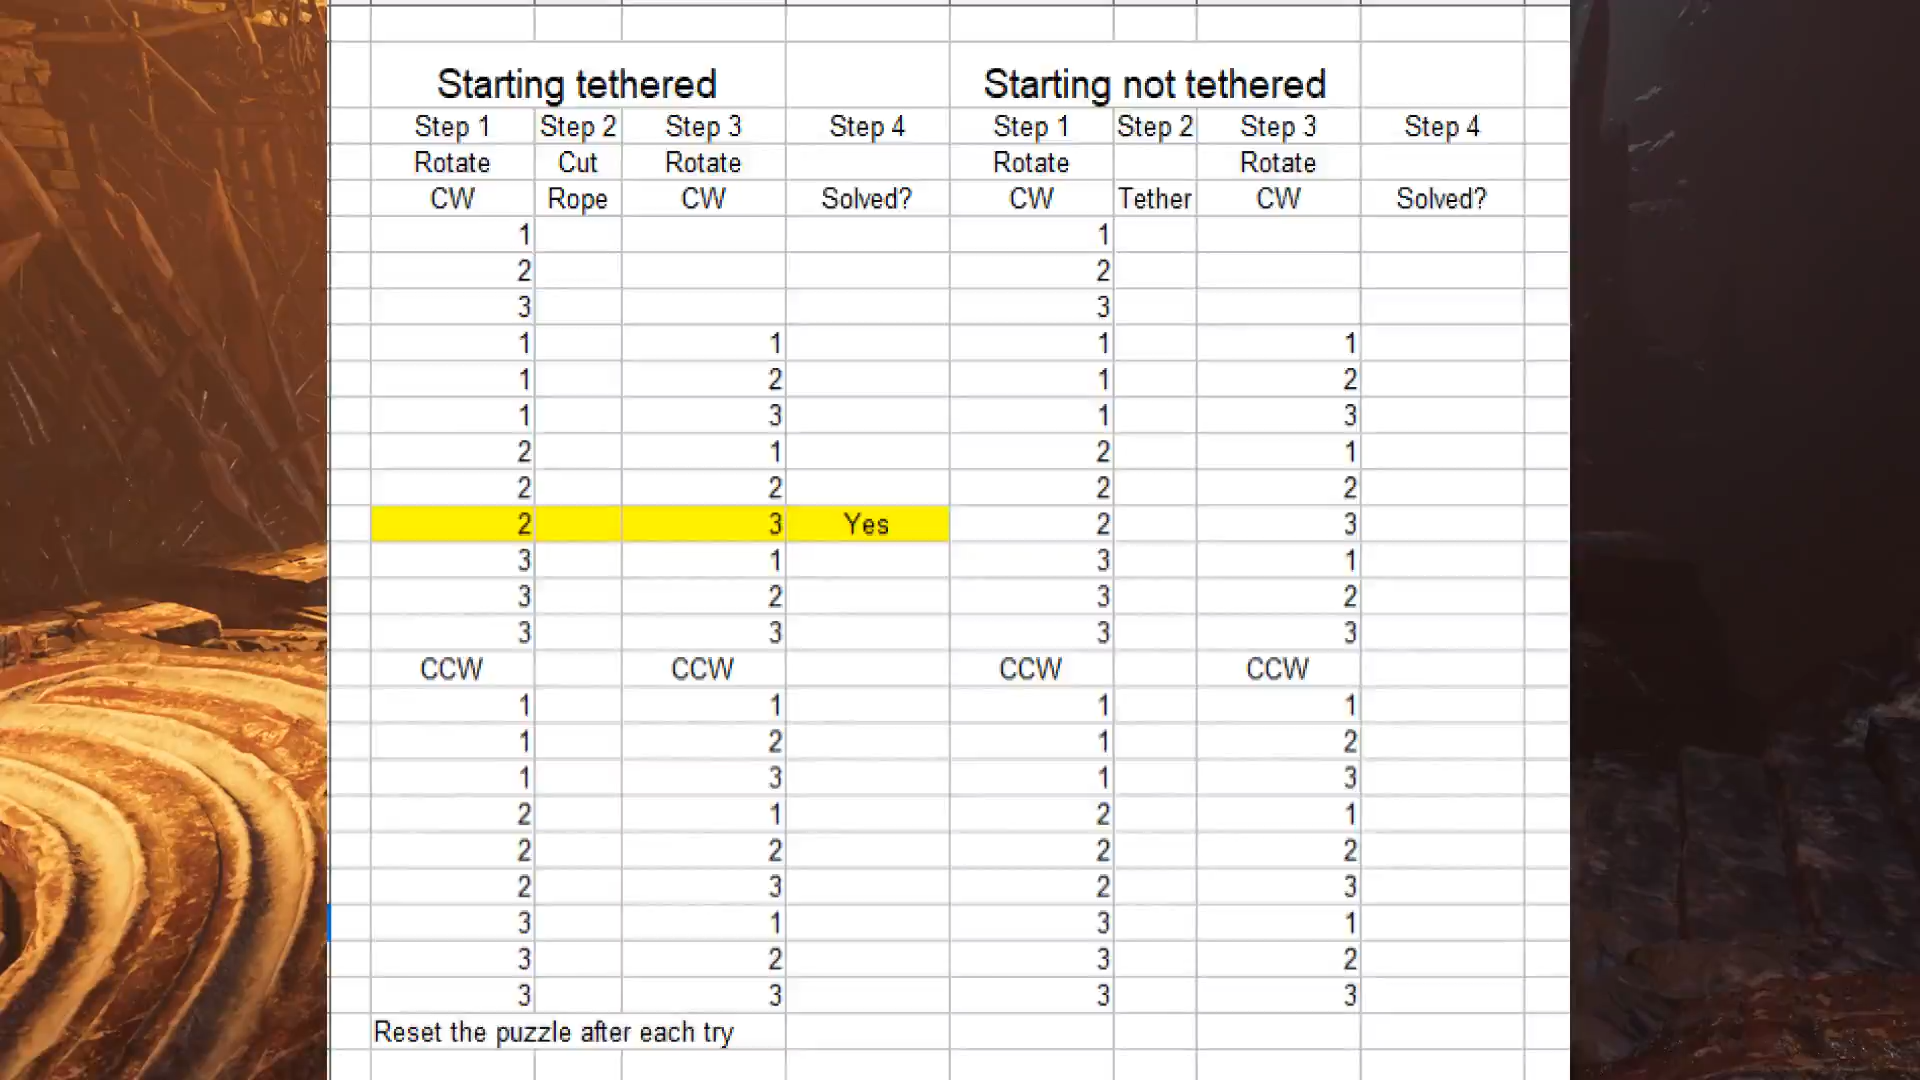 Starting tethered Starting not tethered
Step 1 Step 2 Step 3 Step 4 Step 1 Step 2 Step 3 Step 4
Rotate Cut Rotate Rotate Rotate
CW Rope CW Solved? CW Tether CW Solved?
1 1
2 2
3 3
1 1 1 1
1 2 1 2
1 3 1 3
2 1 2 1
2 2 2 2
2 3 Yes 2 3
3 1 3 1
3 2 3 2
3 3 3 3
CCW CCW CCW CCW
1 1 1 1
1 2 1 2
1 3 1 3
2 1 2 1
2 2 2 2
2 3 2 3
3 1 3 1
3 2 3 2
3 3 3 3
Reset the puzzle after each try